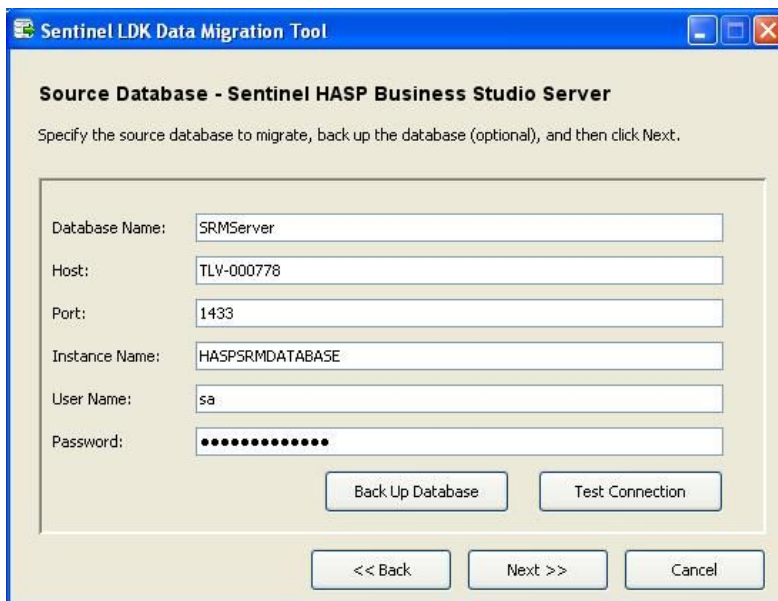 Sentinel LDK Data Migration Tool
Source Database - Sentinel HASP Business Studio Server
Specify the source database to migrate, back up the database (optional), and then click Next.
Database Name: SRMServer
Host: TLV-000778
Port: 1433
Instance Name: HASPSRMDATABASE
User Name: sa
Password: •••••••••••••
Back Up Database Test Connection
<< Back Next >> Cancel